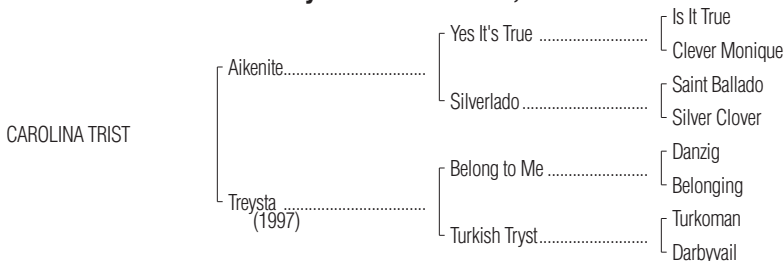 Is It True
Yes It's True ................................
Clever Monique
Aikenite..........................................
Saint Ballado
Silverlado .....................................
Silver Clover
CAROLINA TRIST
Danzig
Belong to Me .............................
Belonging
Treysta ..........................................
(1997)
Turkoman
Turkish Tryst................................
Darbyvail